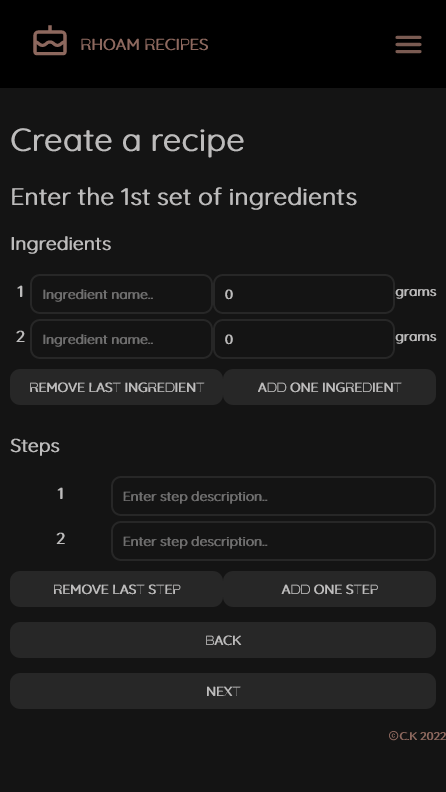 RHOAM RECIPES
Create a recipe
Enter the 1st set of ingredients
Ingredients
1 Ingredient name.. 0 grams
2 Ingredient name.. 0 grams
REMOVE LAST INGREDIENT ADD ONE INGREDIENT
Steps
1 Enter step description..
2 Enter step description..
REMOVE LAST STEP ADD ONE STEP
BACK
NEXT
©C.K 2022